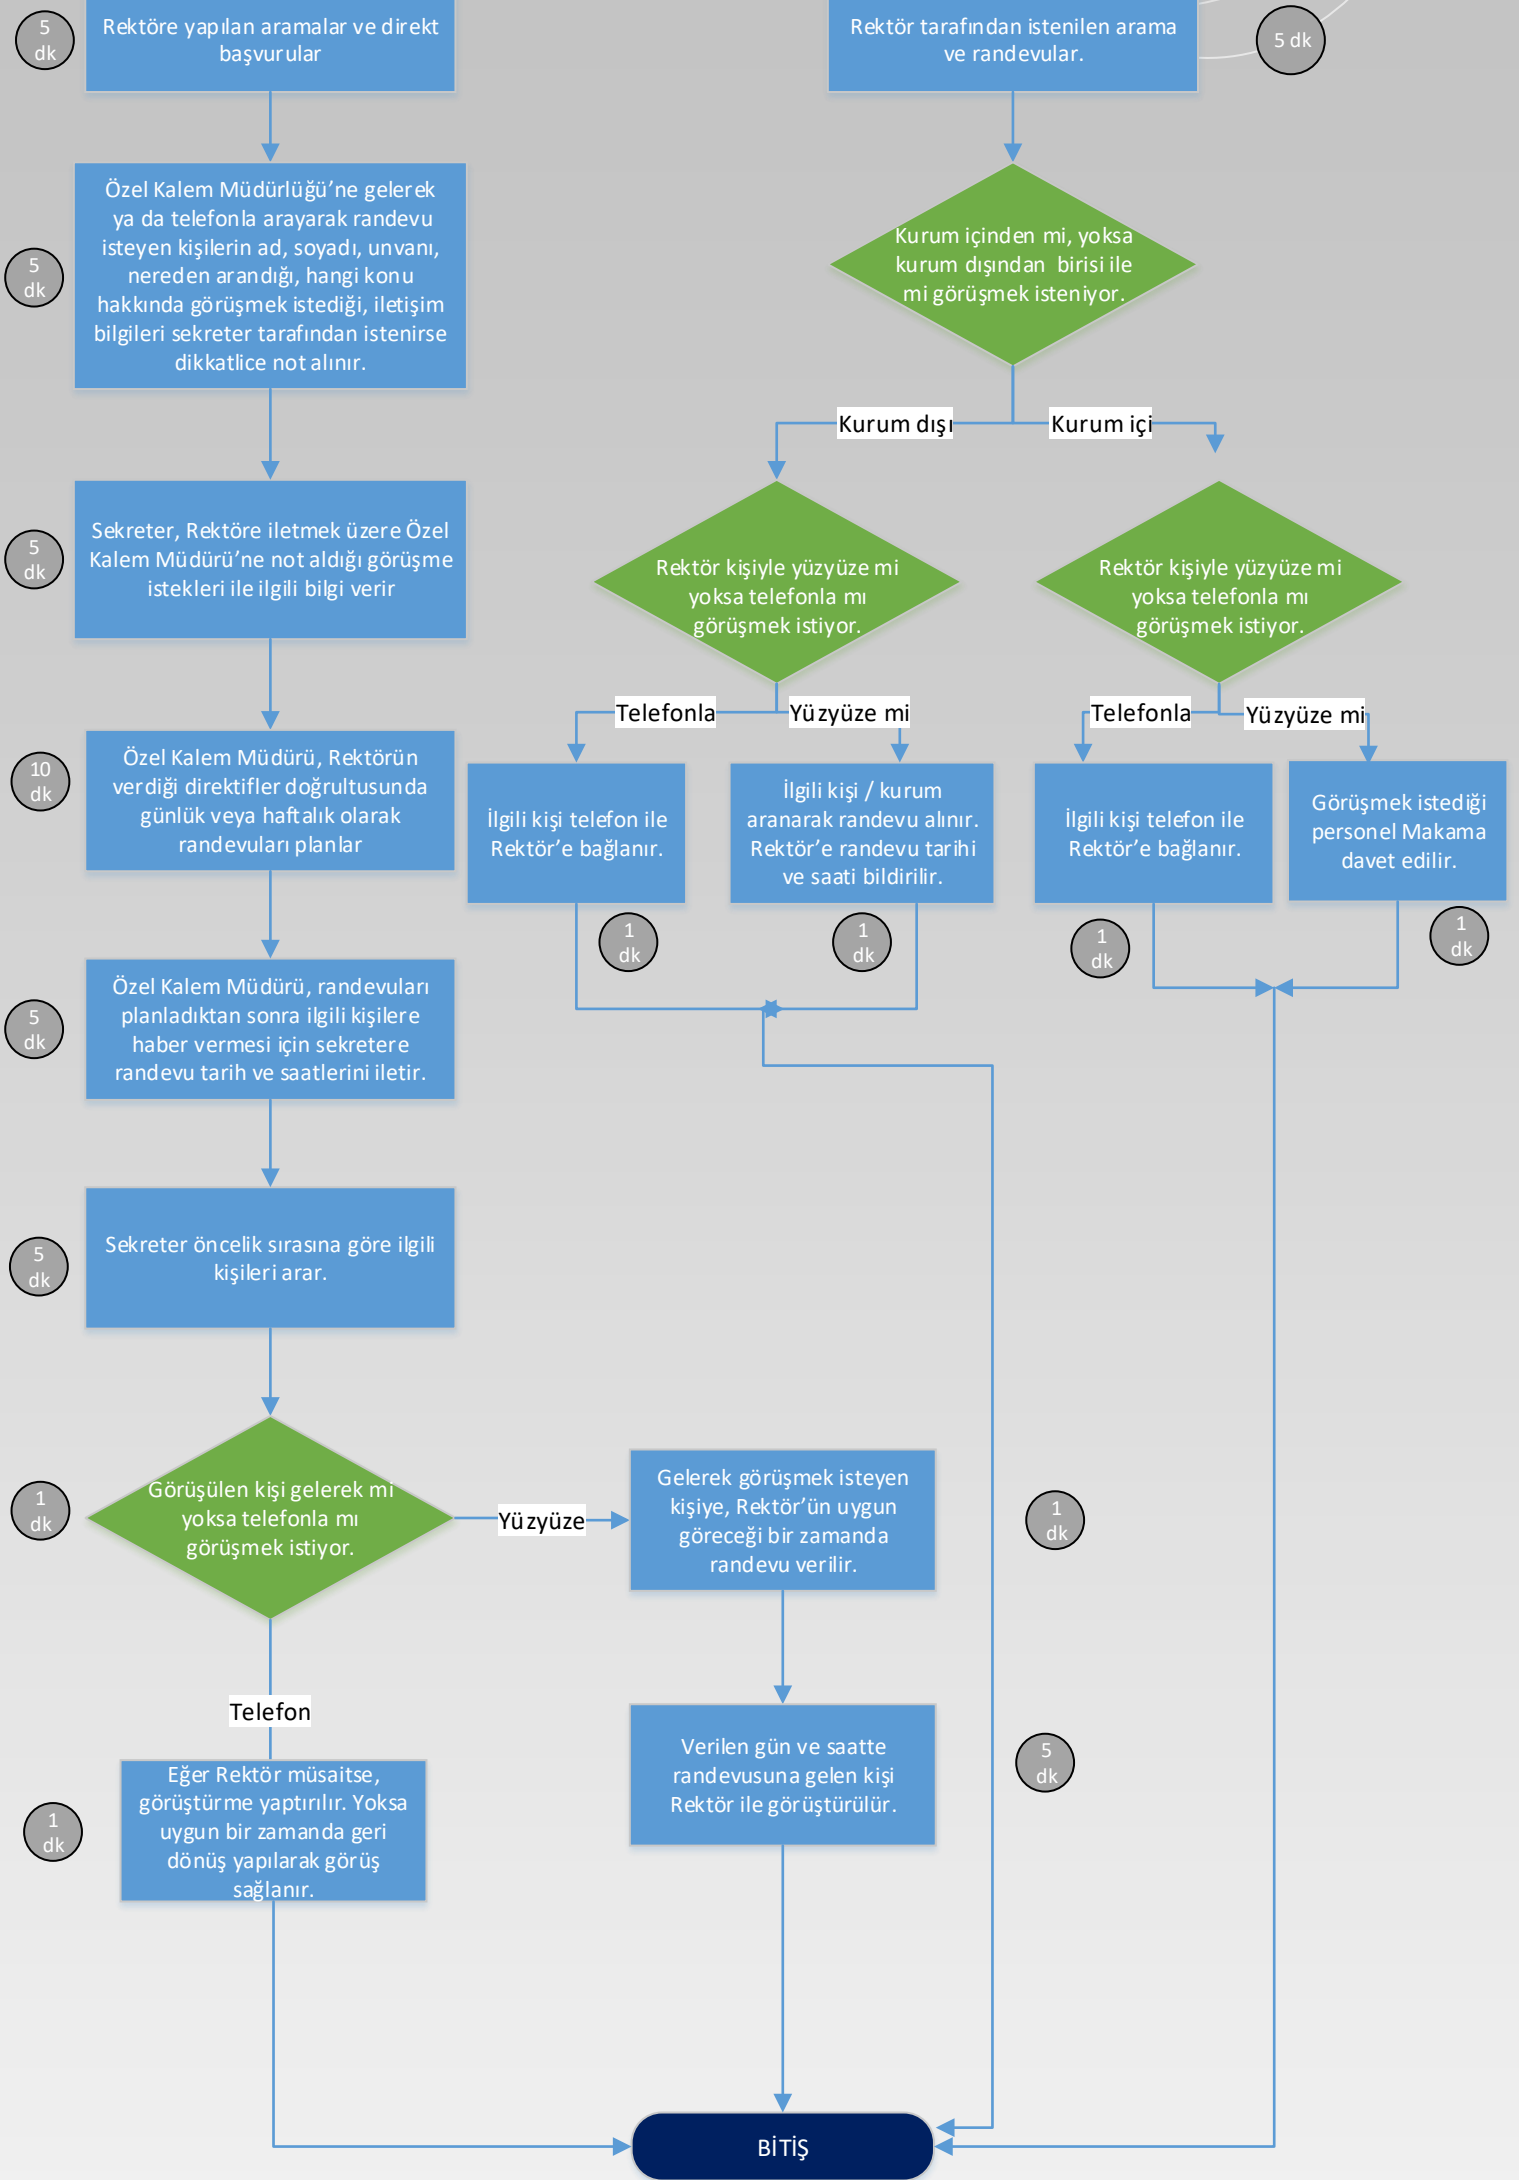 5
dk
Rektöre yapılan aramalar ve direkt
başvurular
Rektör tarafından istenilen arama
ve randevular.
5 dk
Özel Kalem Müdürlüğü’ne gelerek
ya da telefonla arayarak randevu
isteyen kişilerin ad, soyadı, unvanı,
nereden arandığı, hangi konu
hakkında görüşmek istediği, iletişim
bilgileri sekreter tarafından istenirse
dikkatlice not alınır.
5
dk
Kurum içinden mi, yoksa
kurum dışından birisi ile
mi görüşmek isteniyor.
Kurum dışı
Kurum içi
5
dk
Sekreter, Rektöre iletmek üzere Özel
Kalem Müdürü’ne not aldığı görüşme
istekleri ile ilgili bilgi verir
Rektör kişiyle yüzyüze mi
yoksa telefonla mı
görüşmek istiyor.
Rektör kişiyle yüzyüze mi
yoksa telefonla mı
görüşmek istiyor.
Telefonla
Yüzyüze mi
Telefonla
Yüzyüze mi
10
dk
Özel Kalem Müdürü, Rektörün
verdiği direktifler doğrultusunda
günlük veya haftalık olarak
randevuları planlar
İlgili kişi telefon ile
Rektör’e bağlanır.
İlgili kişi / kurum
aranarak randevu alınır.
Rektör’e randevu tarihi
ve saati bildirilir.
İlgili kişi telefon ile
Rektör’e bağlanır.
Görüşmek istediği
personel Makama
davet edilir.
1
dk
1
dk
1
dk
1
dk
5
dk
Özel Kalem Müdürü, randevuları
planladıktan sonra ilgili kişilere
haber vermesi için sekretere
randevu tarih ve saatlerini iletir.
5
dk
Sekreter öncelik sırasına göre ilgili
kişileri arar.
1
dk
Görüşülen kişi gelerek mi
yoksa telefonla mı
görüşmek istiyor.
Yüzyüze
Gelerek görüşmek isteyen
kişiye, Rektör’ün uygun
göreceği bir zamanda
randevu verilir.
1
dk
Telefon
Verilen gün ve saatte
randevusuna gelen kişi
Rektör ile görüştürülür.
5
dk
1
dk
Eğer Rektör müsaitse,
görüştürme yaptırılır. Yoksa
uygun bir zamanda geri
dönüş yapılarak görüş
sağlanır.
BİTİŞ